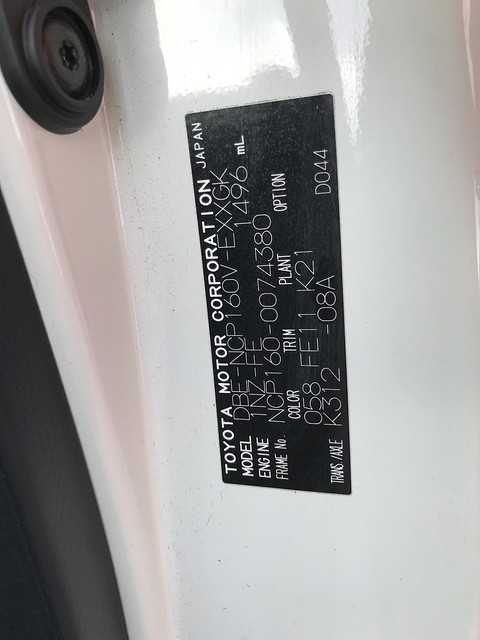 TOYOTA MOTOR CORPORATION JAPAN
MODEL DBE-NCP160V-EXXGK
ENGINE 1NZ-FE 1496 mL
FRAME No. NCP160-0074380
COLOR TRIM PLANT OPTION
058 FE11 K21
TRANS/AXLE K312 -08A D044